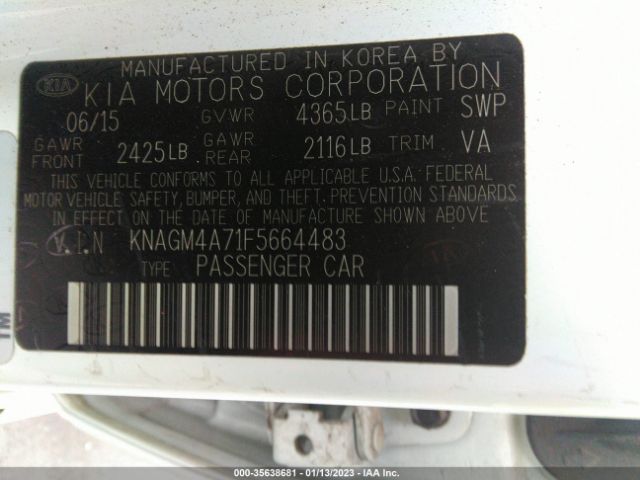 MANUFACTURED IN KOREA BY
KIA KIA MOTORS CORPORATION
06/15 GVWR 4365LB PAINT SWP
GAWR FRONT 2425LB GAWR REAR 2116LB TRIM VA
THIS VEHICLE CONFORMS TO ALL APPLICABLE U.S.A. FEDERAL
MOTOR VEHICLE SAFETY, BUMPER, AND THEFT PREVENTION STANDARDS
IN EFFECT ON THE DATE OF MANUFACTURE SHOWN ABOVE
V.I.N KNAGM4A71F5664483
TYPE PASSENGER CAR
000-35638681 - 01/13/2023 - IAA Inc.